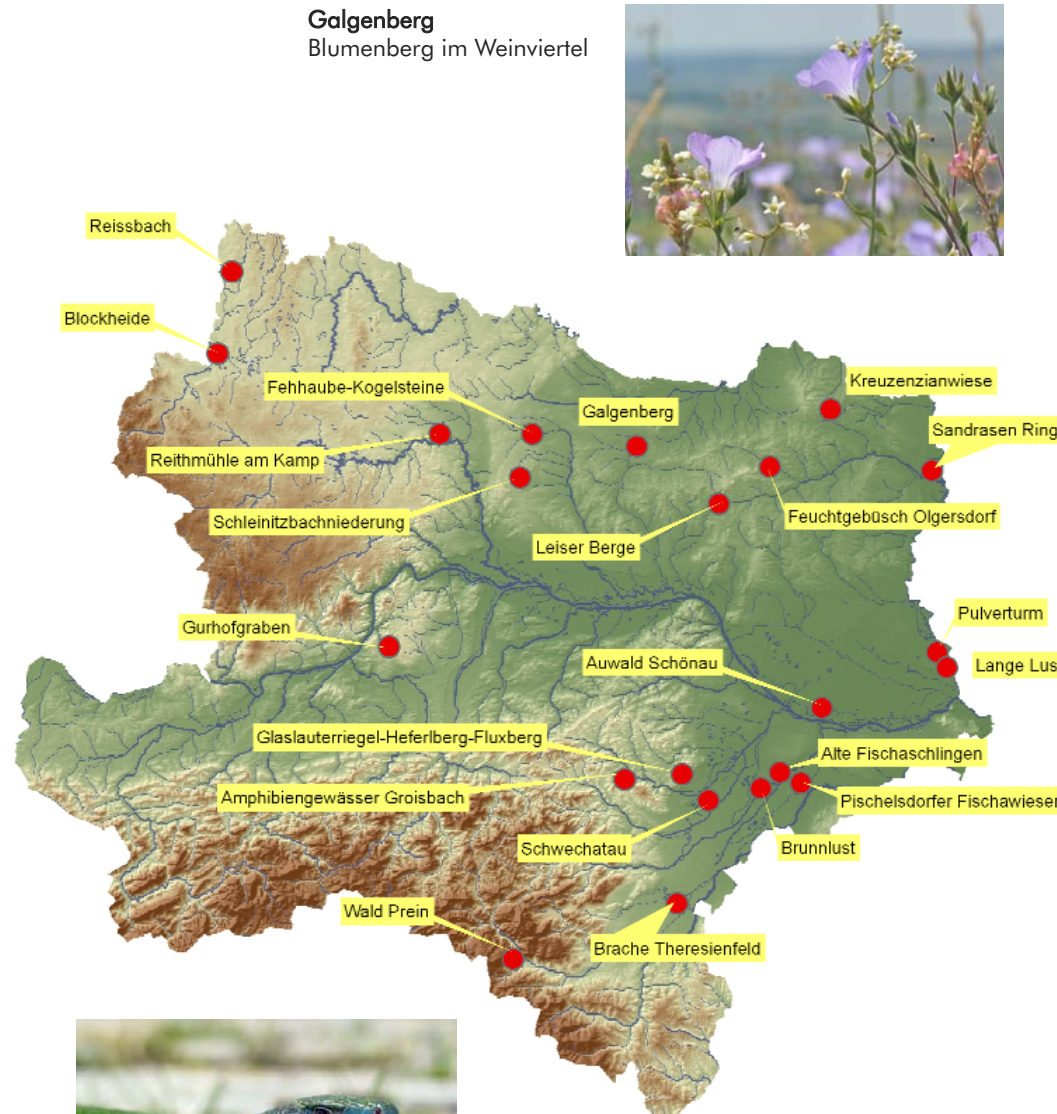 Galgenberg
Blumenberg im Weinviertel
Reissbach
Blockheide
Fehhaube-Kogelsteine
Kreuzenzianwiese
Galgenberg
Sandrasen Ring
Reithmühle am Kamp
Schleinitzbachniederung
Feuchtgebüsch Olgersdorf
Leiser Berge
Pulverturm
Gurhofgraben
Auwald Schönau
Lange Lus
Glaslauterriegel-Heferlberg-Fluxberg
Alte Fischaschlingen
Amphibiengewässer Groisbach
Pischelsdorfer Fischawiesen
Schwechatau
Brunnlust
Wald Prein
Brache Theresienfeld